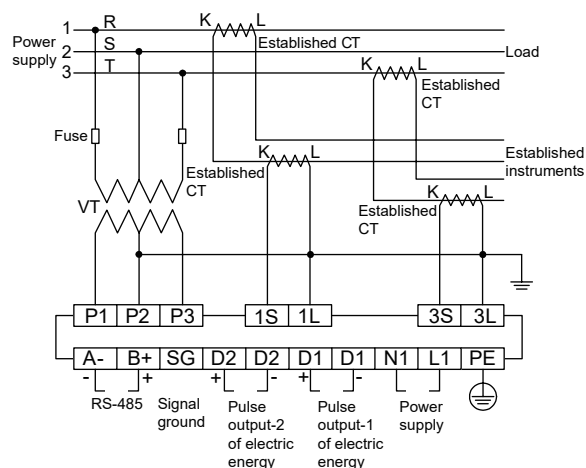 1 R
K L
Power
supply
2 S
Established CT
Load
3 T
K L
Established
CT
Fuse
K L
Established
instruments
Established
CT
K L
VT
Established
CT
P1 P2 P3 1S 1L 3S 3L
A- B+ SG D2 D2 D1 D1 N1 L1 PE
- + + - + -
RS-485
Signal
ground
Pulse
output-2
of electric
energy
Pulse
output-1
of electric
energy
Power
supply